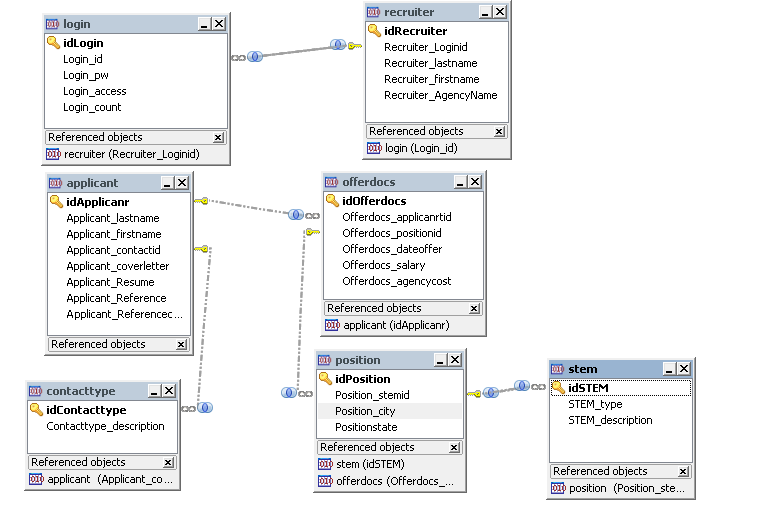 login
idLogin
Login_id
Login_pw
Login_access
Login_count
Referenced objects
recruiter (Recruiter_Loginid)
recruiter
idRecruiter
Recruiter_Loginid
Recruiter_lastname
Recruiter_firstname
Recruiter_AgencyName
Referenced objects
login (Login_id)
applicant
idApplicanr
Applicant_lastname
Applicant_firstname
Applicant_contactid
Applicant_coverletter
Applicant_Resume
Applicant_Reference
Applicant_Referencec...
Referenced objects
offerdocs
idOfferdocs
Offerdocs_applicanrtid
Offerdocs_positionid
Offerdocs_dateoffer
Offerdocs_salary
Offerdocs_agencycost
Referenced objects
applicant (idApplicanr)
contacttype
idContacttype
Contacttype_description
Referenced objects
applicant (Applicant_co...
position
idPosition
Position_stemid
Position_city
Positionstate
Referenced objects
stem (idSTEM)
offerdocs (Offerdocs_...
stem
idSTEM
STEM_type
STEM_description
Referenced objects
position (Position_ste...